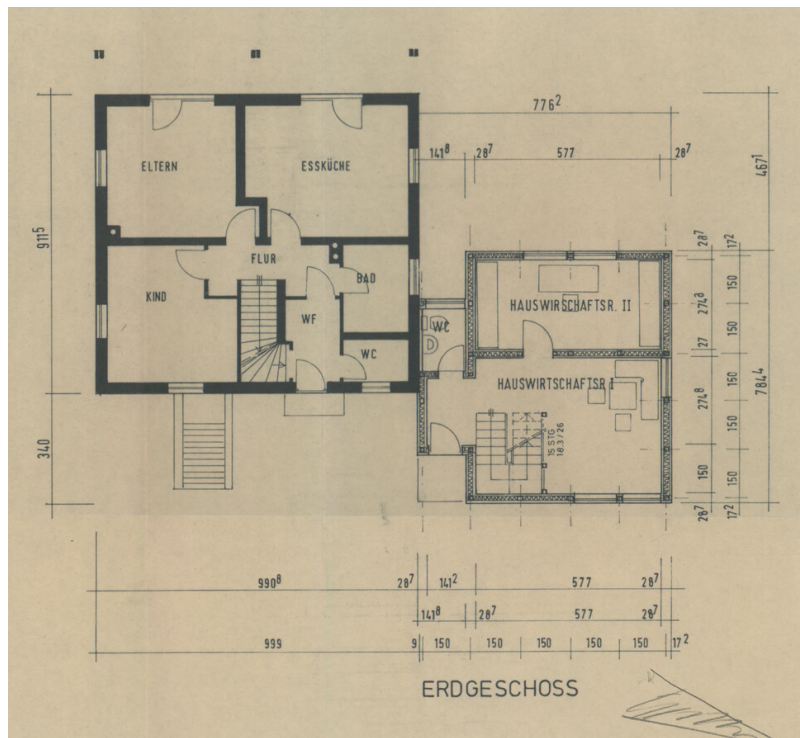 776²
141⁸ 28⁷ 577 28⁷
467¹
ELTERN
ESSKÜCHE
911⁵
28⁷ 17²
FLUR
BAD
KIND
HAUSWIRSCHAFTSR. II
274⁸ 150
WF
WC
150
27
WC
HAUSWIRTSCHAFTSR. I
150
784⁴
274⁸
150
15 STG
18.3 / 26
340
150 150
28⁷ 17²
990⁸ 28⁷ 141² 577 28⁷
141⁸ 28⁷ 577 28⁷
999 9 150 150 150 150 150 17²
ERDGESCHOSS